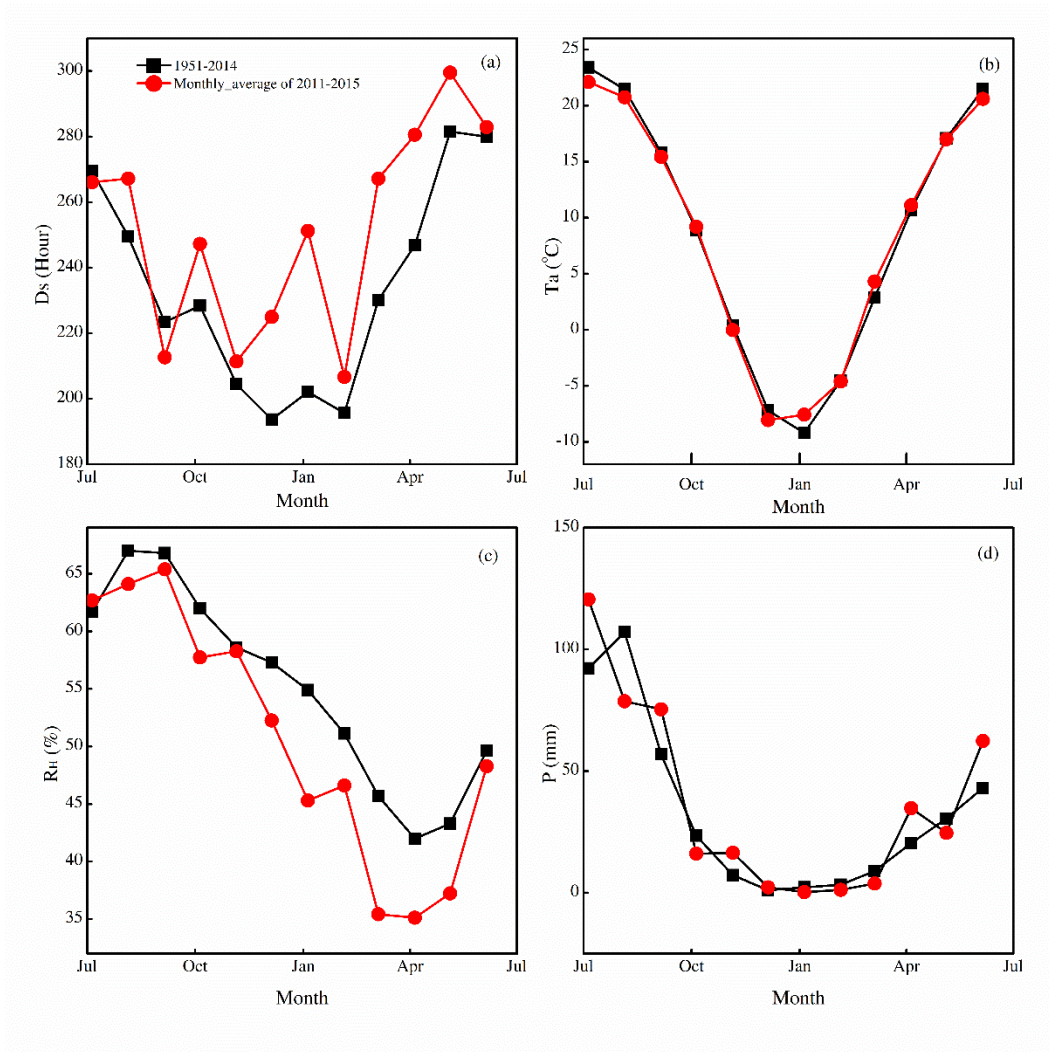 (a)
1951-2014
Monthly_average of 2011-2015
300
280
260
240
220
200
180
Ds (Hour)
Jul Oct Jan Apr Jul
Month
(b)
25
20
15
10
5
0
-5
-10
Ta (°C)
Jul Oct Jan Apr Jul
Month
(c)
65
60
55
50
45
40
35
RH (%)
Jul Oct Jan Apr Jul
Month
(d)
150
100
50
0
P (mm)
Jul Oct Jan Apr Jul
Month